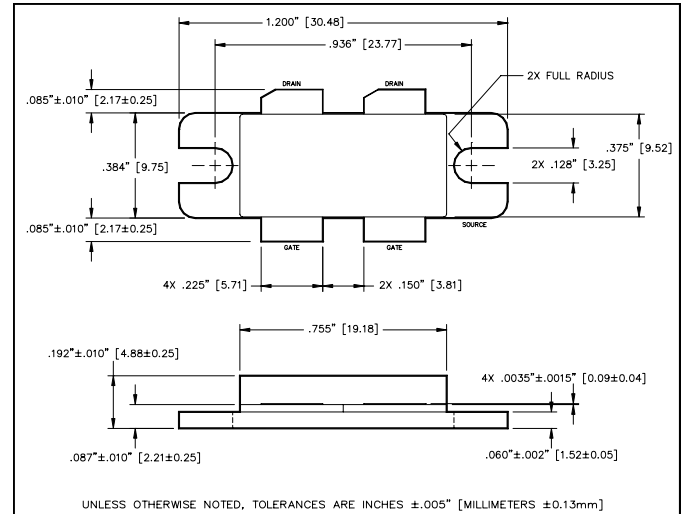 1.200" [30.48]
.936" [23.77]
DRAIN
DRAIN
2X FULL RADIUS
.085"±.010" [2.17±0.25]
.384" [9.75]
.375" [9.52]
2X .128" [3.25]
.085"±.010" [2.17±0.25]
SOURCE
GATE
GATE
4X .225" [5.71]
2X .150" [3.81]
.755" [19.18]
.192"±.010" [4.88±0.25]
4X .0035"±.0015" [0.09±0.04]
.087"±.010" [2.21±0.25]
.060"±.002" [1.52±0.05]
UNLESS OTHERWISE NOTED, TOLERANCES ARE INCHES ±.005" [MILLIMETERS ±0.13mm]